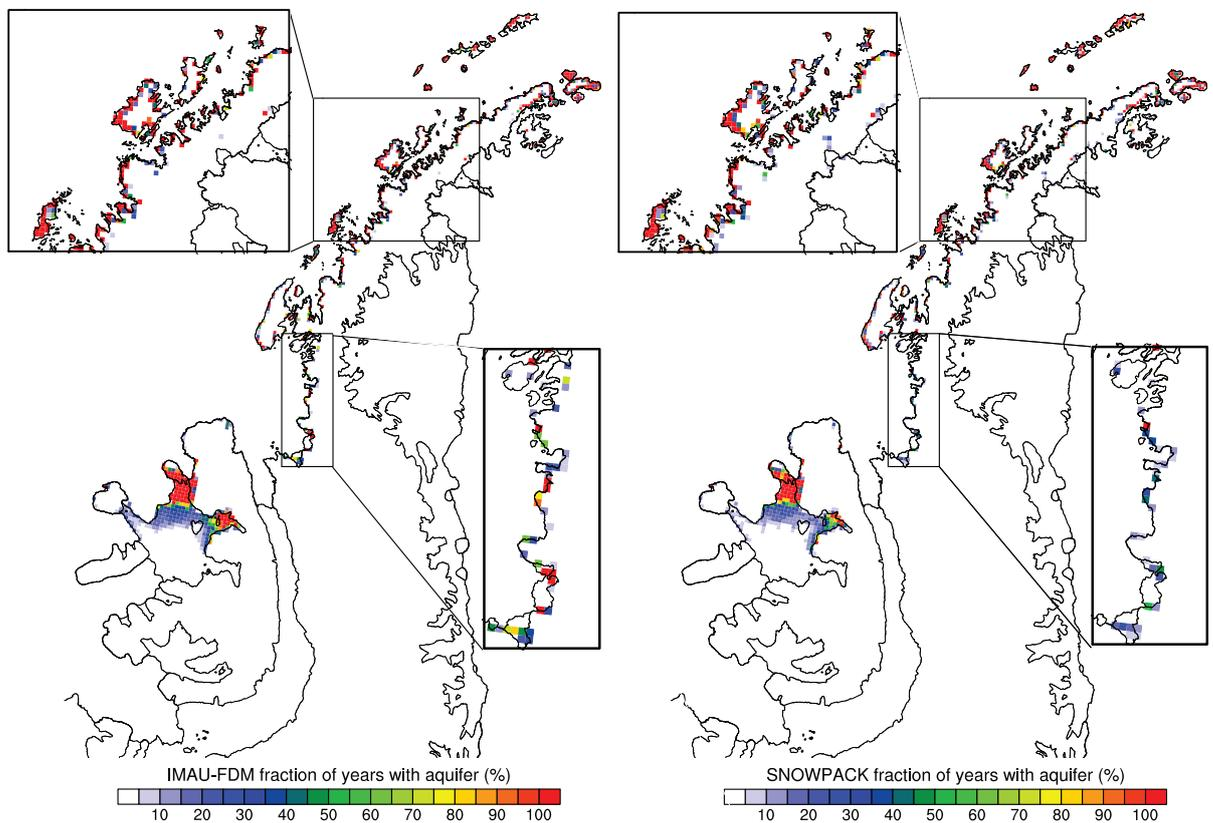 IMAU-FDM fraction of years with aquifer (%)
10 20 30 40 50 60 70 80 90 100
SNOWPACK fraction of years with aquifer (%)
10 20 30 40 50 60 70 80 90 100